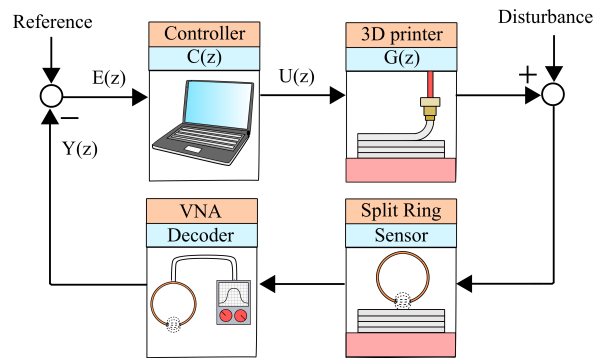 Reference
Controller
C(z)
3D printer
G(z)
Disturbance
E(z)
U(z)
+
−
Y(z)
VNA
Decoder
Split Ring
Sensor